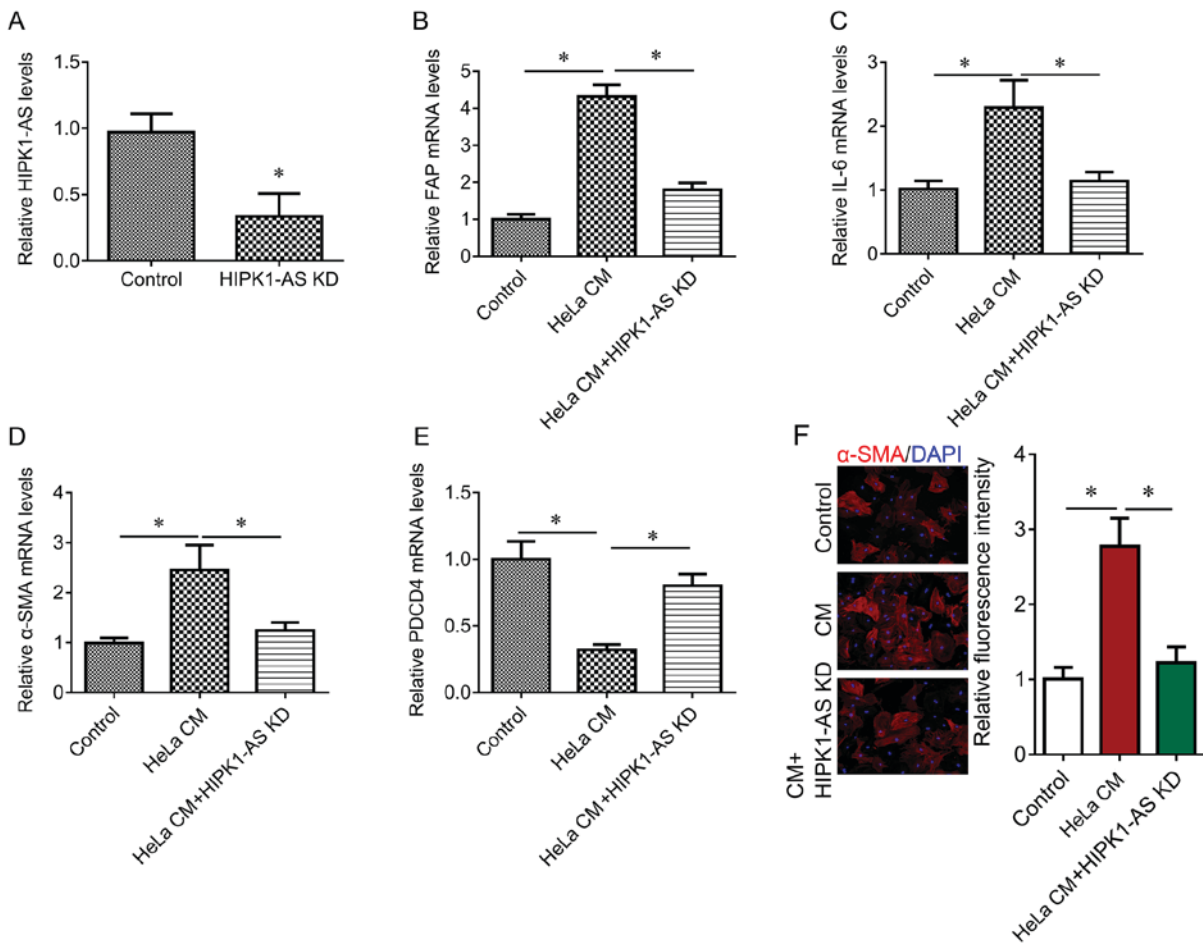 A
Relative HIPK1-AS levels
1.5
1.0
0.5
0.0
*
Control
HIPK1-AS KD
B
Relative FAP mRNA levels
5
4
3
2
1
0
*
*
Control
HeLa CM
HeLa CM+HIPK1-AS KD
C
Relative IL-6 mRNA levels
3
2
1
0
*
*
Control
HeLa CM
HeLa CM+HIPK1-AS KD
D
Relative α-SMA mRNA levels
4
3
2
1
0
*
*
Control
HeLa CM
HeLa CM+HIPK1-AS KD
E
Relative PDCD4 mRNA levels
1.5
1.0
0.5
0.0
*
*
Control
HeLa CM
HeLa CM+HIPK1-AS KD
F
α-SMA/DAPI
Control
CM
CM+
HIPK1-AS KD
Relative fluorescence intensity
4
3
2
1
0
*
*
Control
HeLa CM
HeLa CM+HIPK1-AS KD